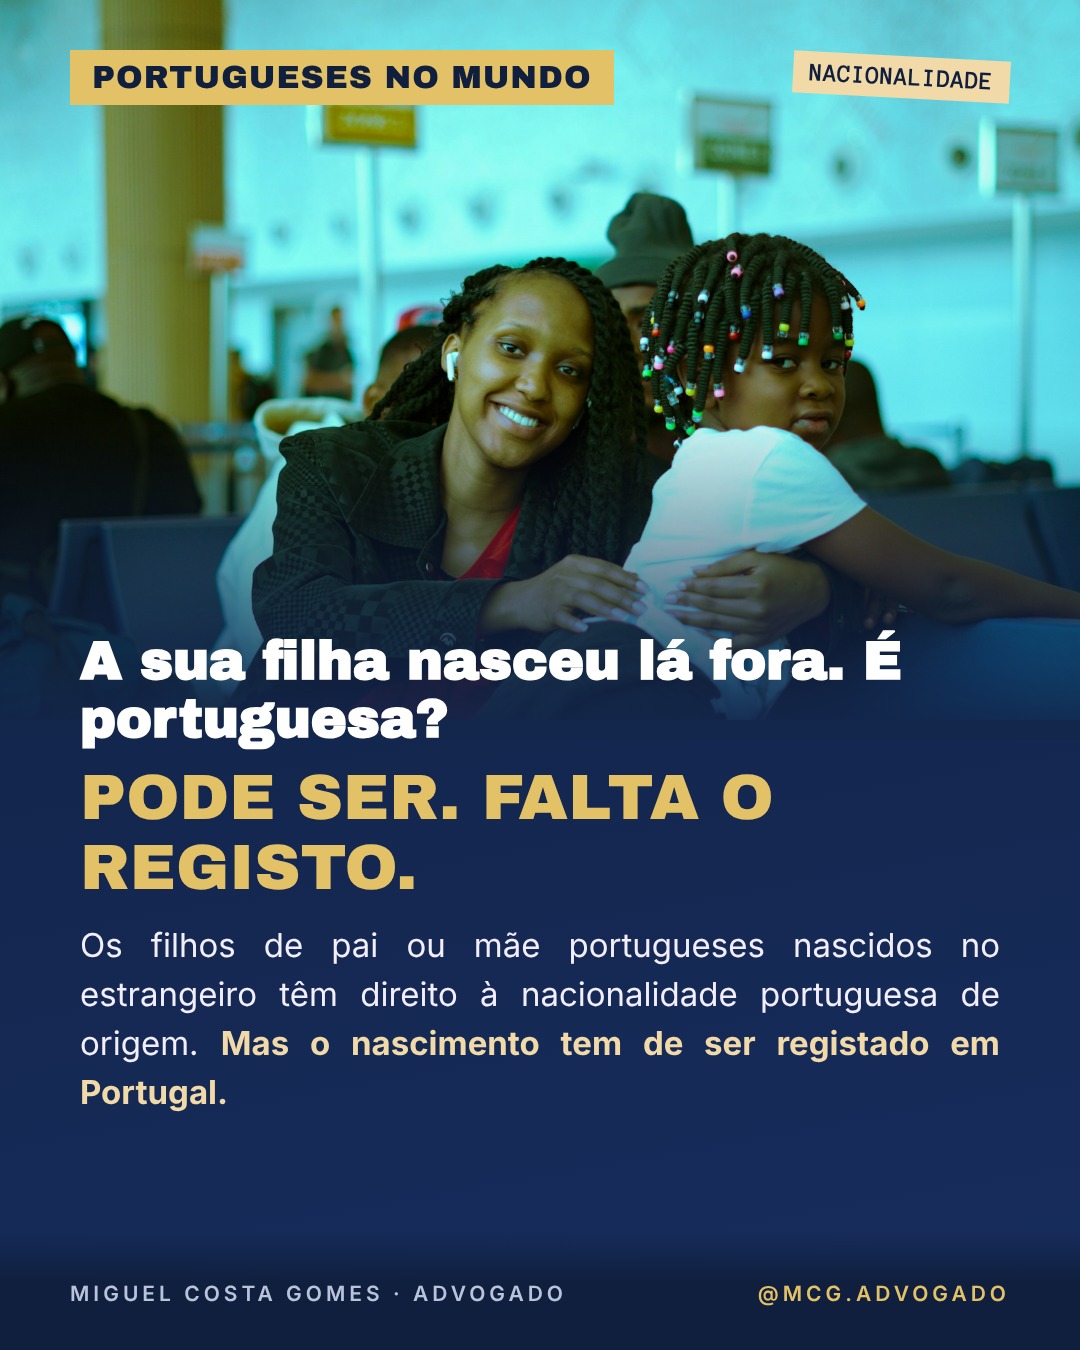 PORTUGUESES NO MUNDO
NACIONALIDADE
A sua filha nasceu lá fora. É
portuguesa?
PODE SER. FALTA O
REGISTO.
Os filhos de pai ou mãe portugueses nascidos no
estrangeiro têm direito à nacionalidade portuguesa de
origem. Mas o nascimento tem de ser registado em
Portugal.
MIGUEL COSTA GOMES · ADVOGADO
@MCG.ADVOGADO